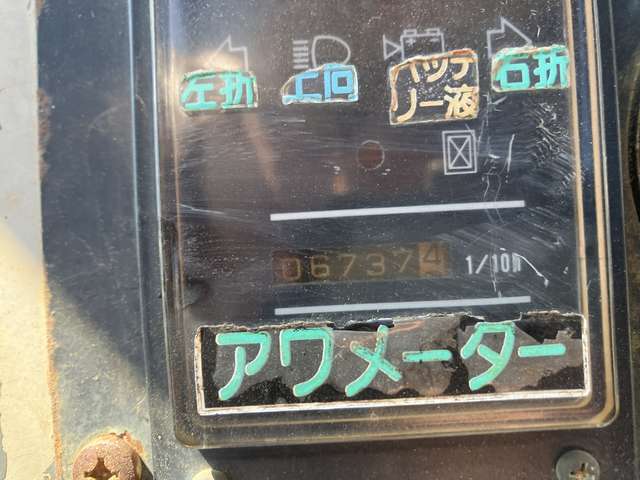 左折 上向 バッテリー液 右折
067374 1/10h
アワメーター